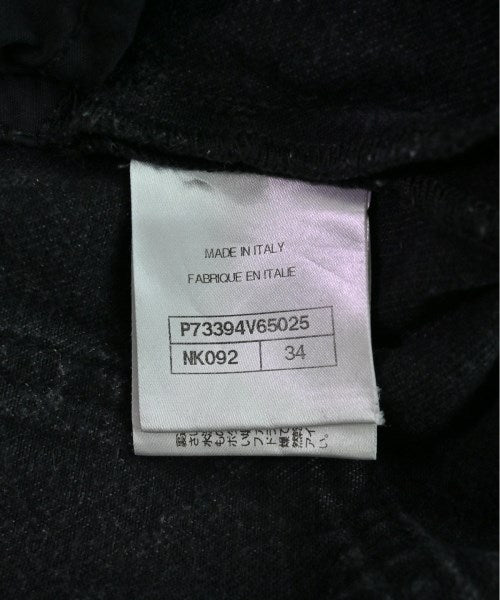 MADE IN ITALY
FABRIQUE EN ITALIE
P73394V65025
NK092 34